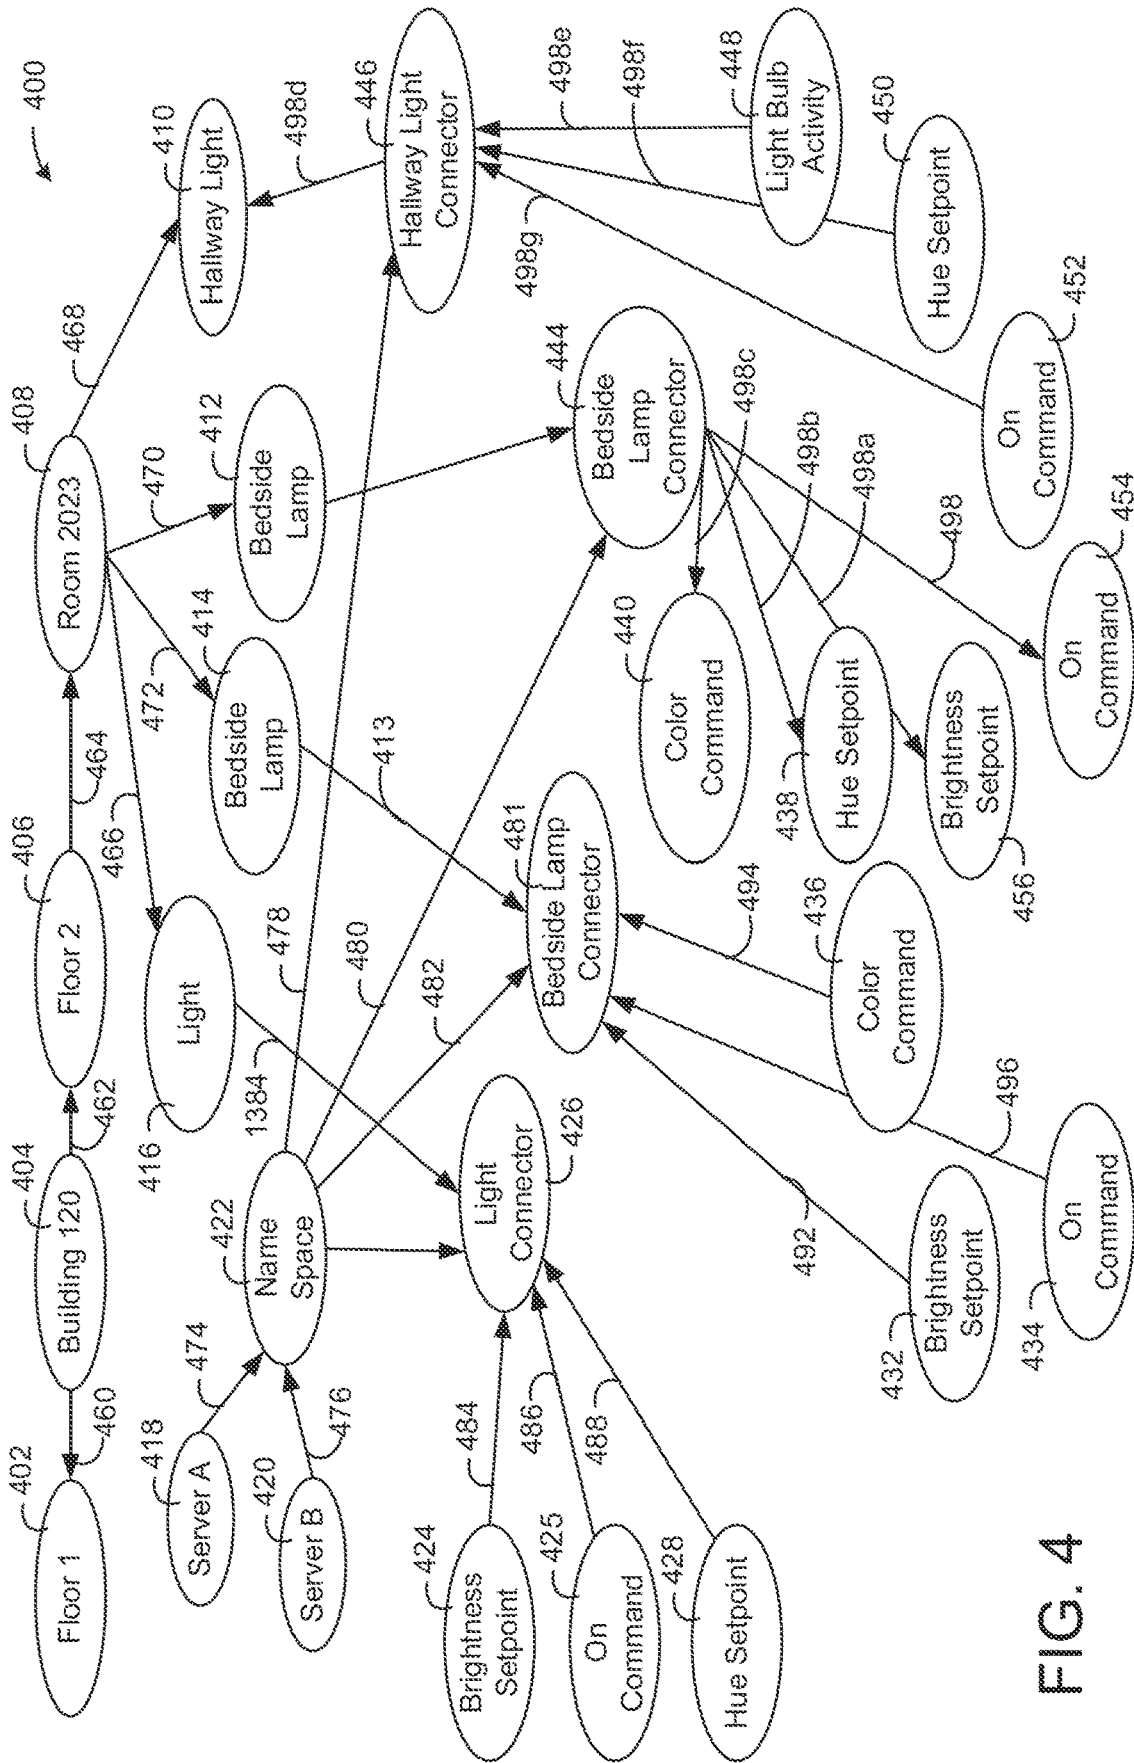 400
402
Floor 1
460
404
Building 120
462
406
Floor 2
464
408
Room 2023
468
410
Hallway Light
466
472
470
416
Light
414
Bedside
Lamp
412
Bedside
Lamp
498d
418
Server A
474
420
Server B
476
422
Name
Space
1384
478
480
482
413
446
Hallway Light
Connector
424
Brightness
Setpoint
484
425
On
Command
486
428
Hue Setpoint
488
Light
Connector
426
481
Bedside Lamp
Connector
444
Bedside
Lamp
Connector
498g
498e
498f
448
Light Bulb
Activity
450
Hue Setpoint
440
Color
Command
498c
498b
498a
498
438
Hue Setpoint
492
494
496
436
Color
Command
432
Brightness
Setpoint
434
On
Command
456
Brightness
Setpoint
454
On
Command
452
On
Command
FIG. 4